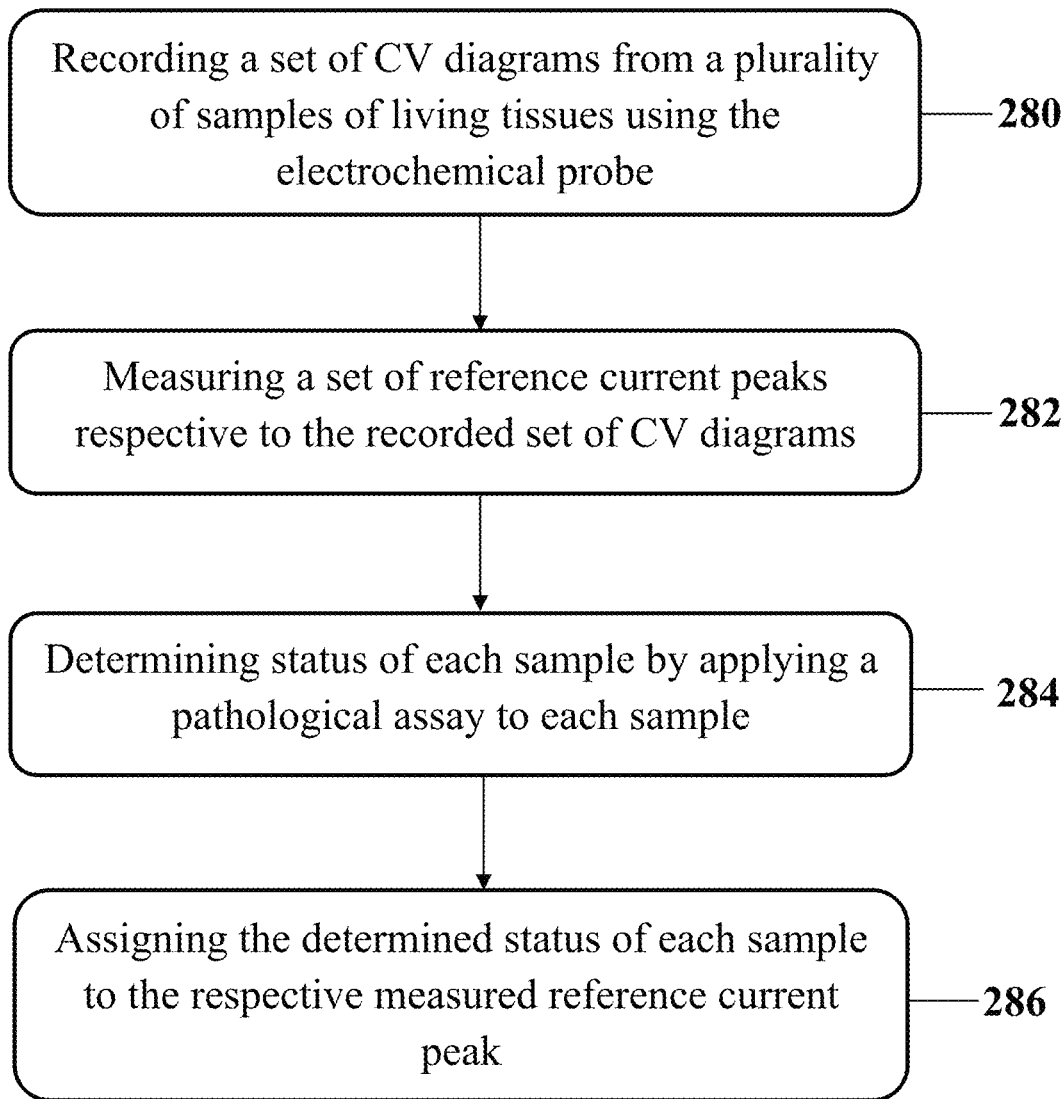 Recording a set of CV diagrams from a plurality
of samples of living tissues using the
electrochemical probe
280
Measuring a set of reference current peaks
respective to the recorded set of CV diagrams
282
Determining status of each sample by applying a
pathological assay to each sample
284
Assigning the determined status of each sample
to the respective measured reference current
peak
286